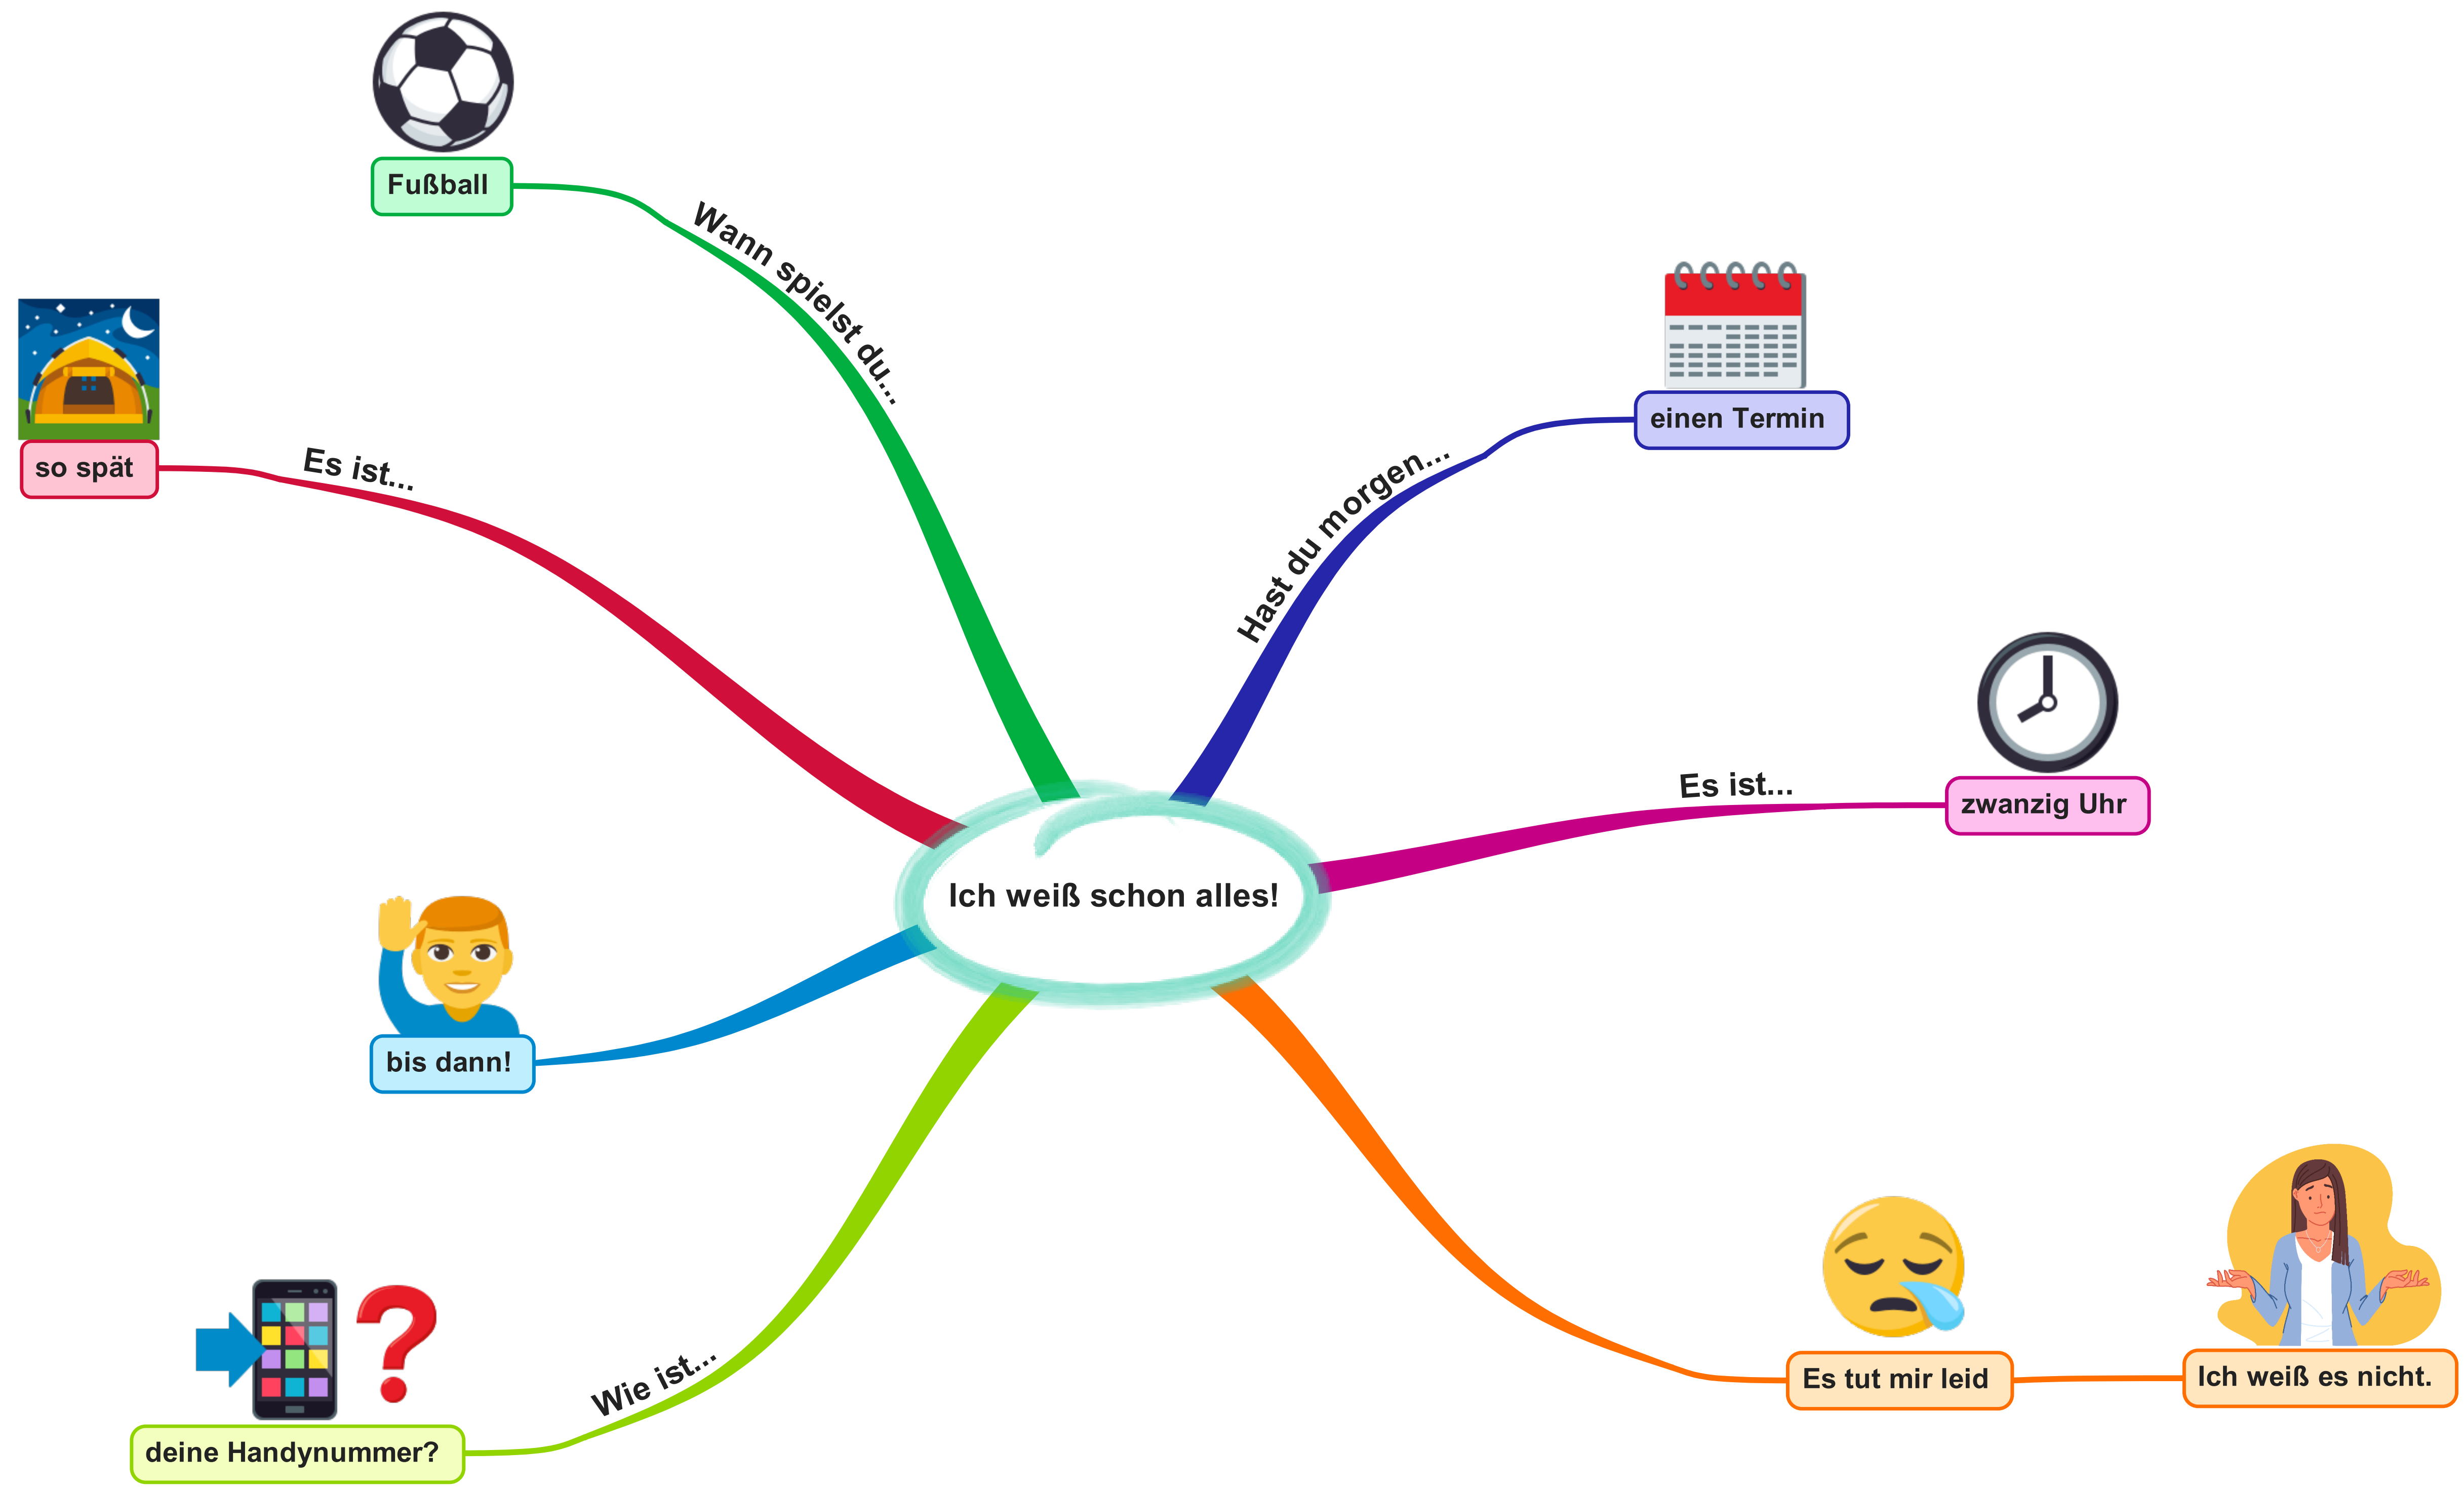 Ich weiß schon alles!
Hast du morgen...
einen Termin
Es ist...
zwanzig Uhr
Es tut mir leid
Ich weiß es nicht.
Wie ist...
deine Handynummer?
bis dann!
Es ist...
so spät
Wann spielst du...
Fußball